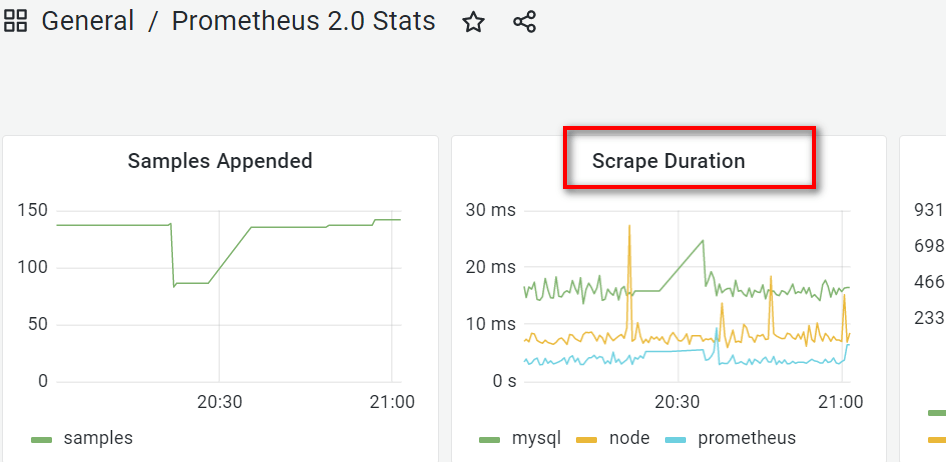 General / Prometheus 2.0 Stats
Samples Appended
150
100
50
0
20:30 21:00
samples
Scrape Duration
30 ms
20 ms
10 ms
0 s
20:30 21:00
mysql node prometheus
931
698
466
233